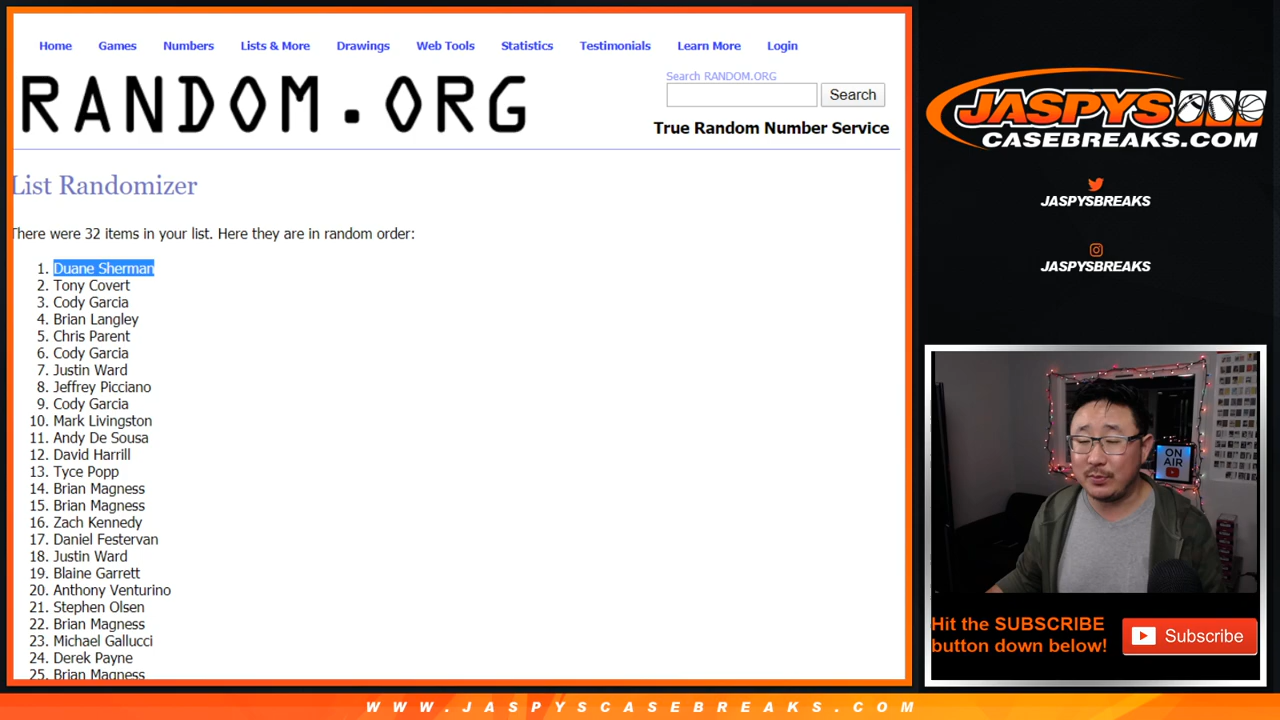 Home Games Numbers Lists & More Drawings Web Tools Statistics Testimonials Learn More Login
RANDOM.ORG
Search RANDOM.ORG
Search
True Random Number Service
List Randomizer
There were 32 items in your list. Here they are in random order:
1. Duane Sherman
2. Tony Covert
3. Cody Garcia
4. Brian Langley
5. Chris Parent
6. Cody Garcia
7. Justin Ward
8. Jeffrey Picciano
9. Cody Garcia
10. Mark Livingston
11. Andy De Sousa
12. David Harrill
13. Tyce Popp
14. Brian Magness
15. Brian Magness
16. Zach Kennedy
17. Daniel Festervan
18. Justin Ward
19. Blaine Garrett
20. Anthony Venturino
21. Stephen Olsen
22. Brian Magness
23. Michael Gallucci
24. Derek Payne
25. Brian Magness
JASPYS
CASEBREAKS.COM
JASPYSBREAKS
JASPYSBREAKS
ON
AIR
Hit the SUBSCRIBE
button down below!
Subscribe
WWW.JASPYSCASEBREAKS.COM